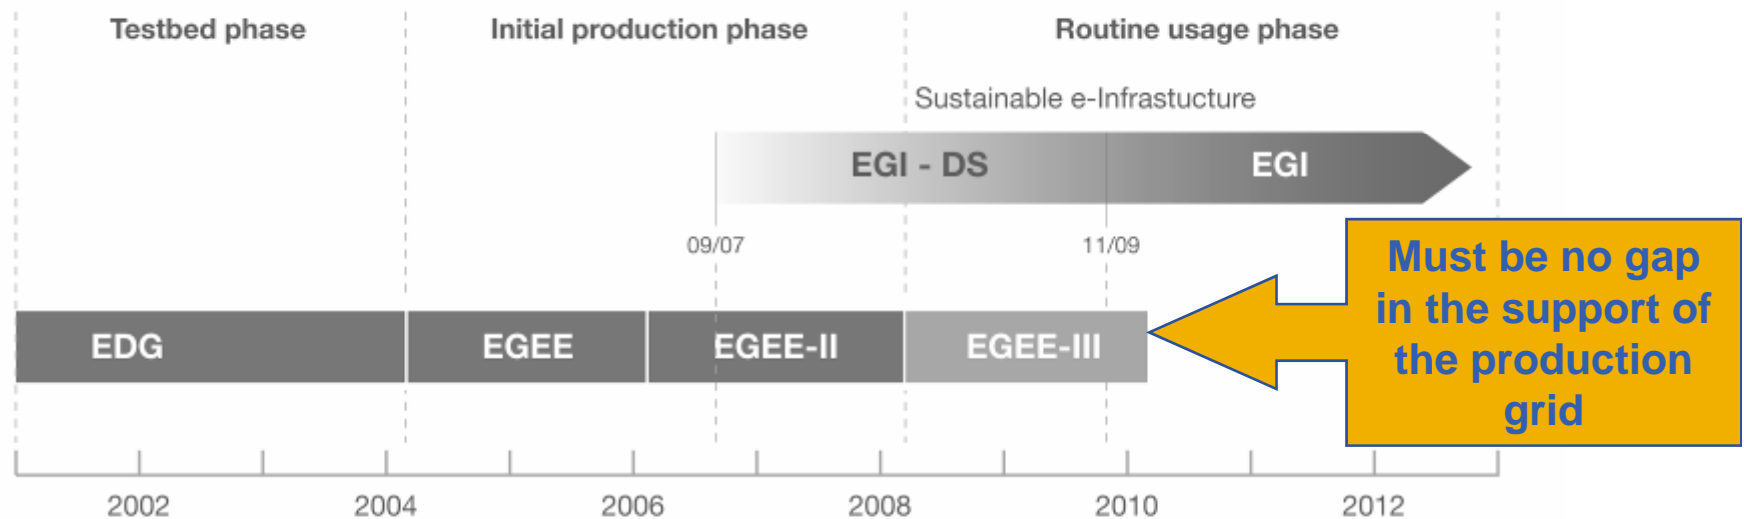 Testbed phase
Initial production phase
Routine usage phase
Sustainable e-Infrastucture
EGI - DS
EGI
09/07
11/09
Must be no gap
in the support of
the production
grid
EDG
EGEE
EGEE-II
EGEE-III
2002
2004
2006
2008
2010
2012